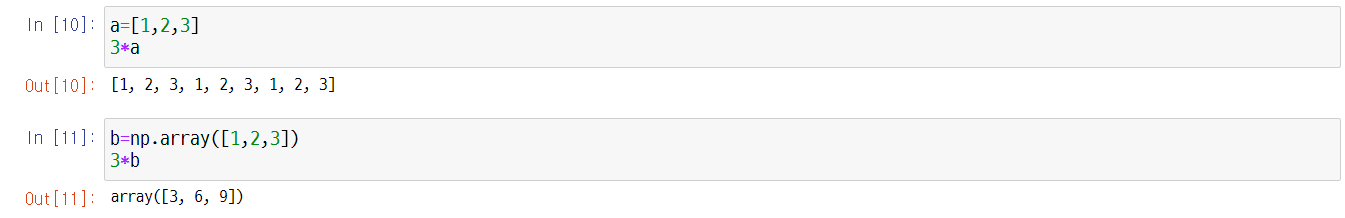 In [10]: a=[1,2,3]
3*a
Out[10]: [1, 2, 3, 1, 2, 3, 1, 2, 3]
In [11]: b=np.array([1,2,3])
3*b
Out[11]: array([3, 6, 9])